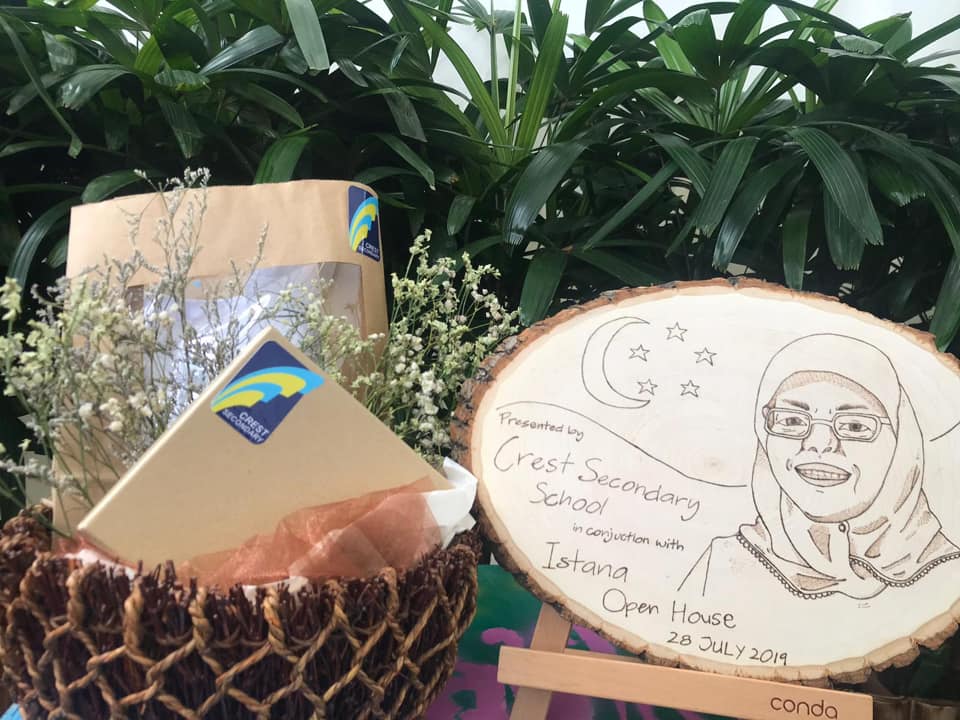 CREST
SECONDARY
CREST
SECONDARY
Presented by
Crest Secondary
School
in conjuction with
Istana
Open House
28 JULY 2019
conda